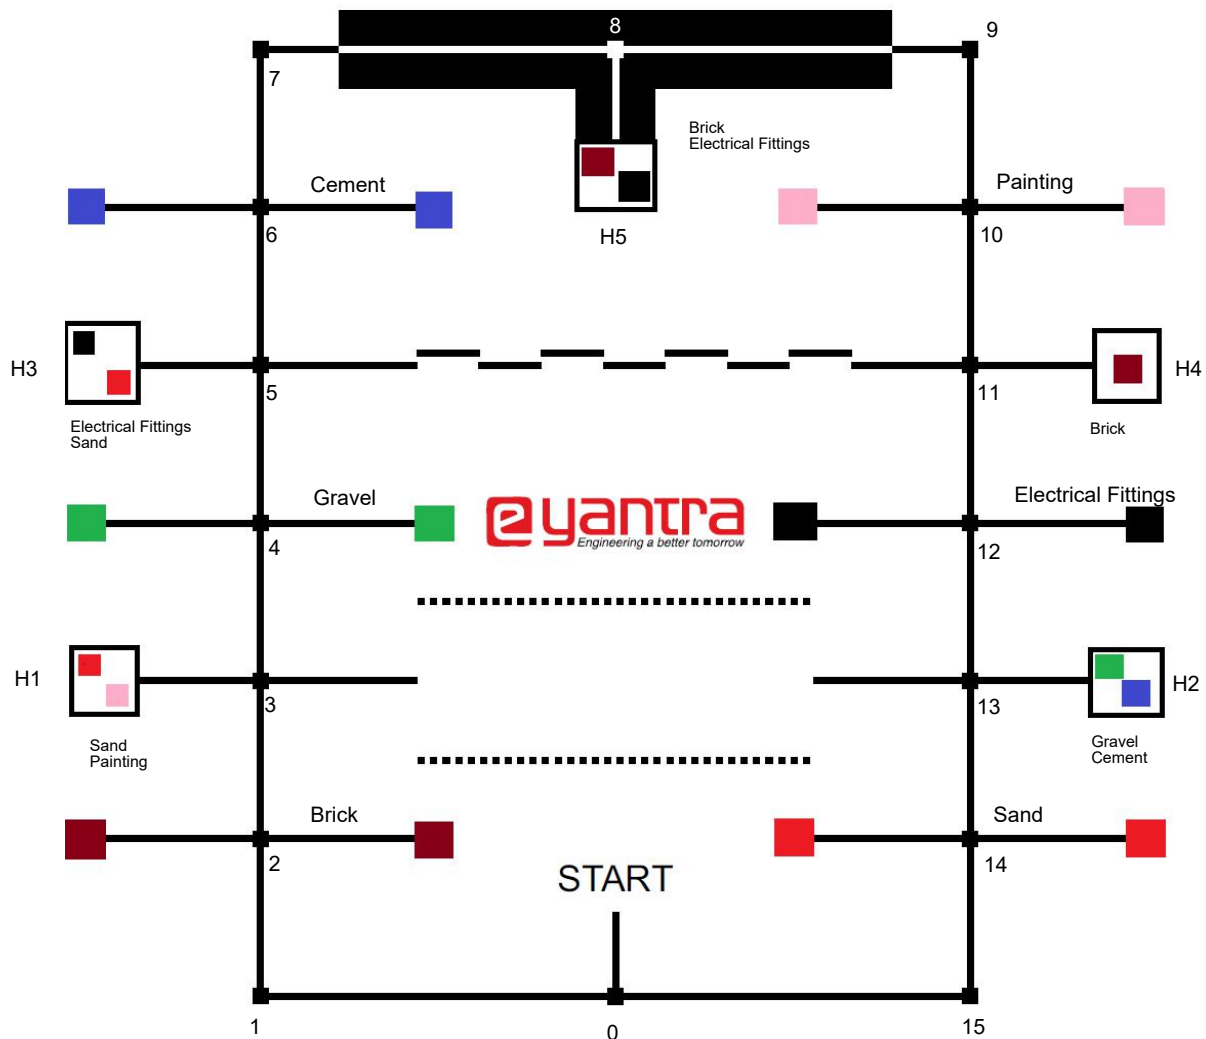 8
9
7
Brick
Electrical Fittings
Cement
Painting
6
H5
10
H3
H4
5
11
Electrical Fittings
Sand
Brick
Gravel
eyantra
Engineering a better tomorrow
Electrical Fittings
4
12
H1
H2
3
13
Sand
Painting
Gravel
Cement
Brick
Sand
2
14
START
1
0
15